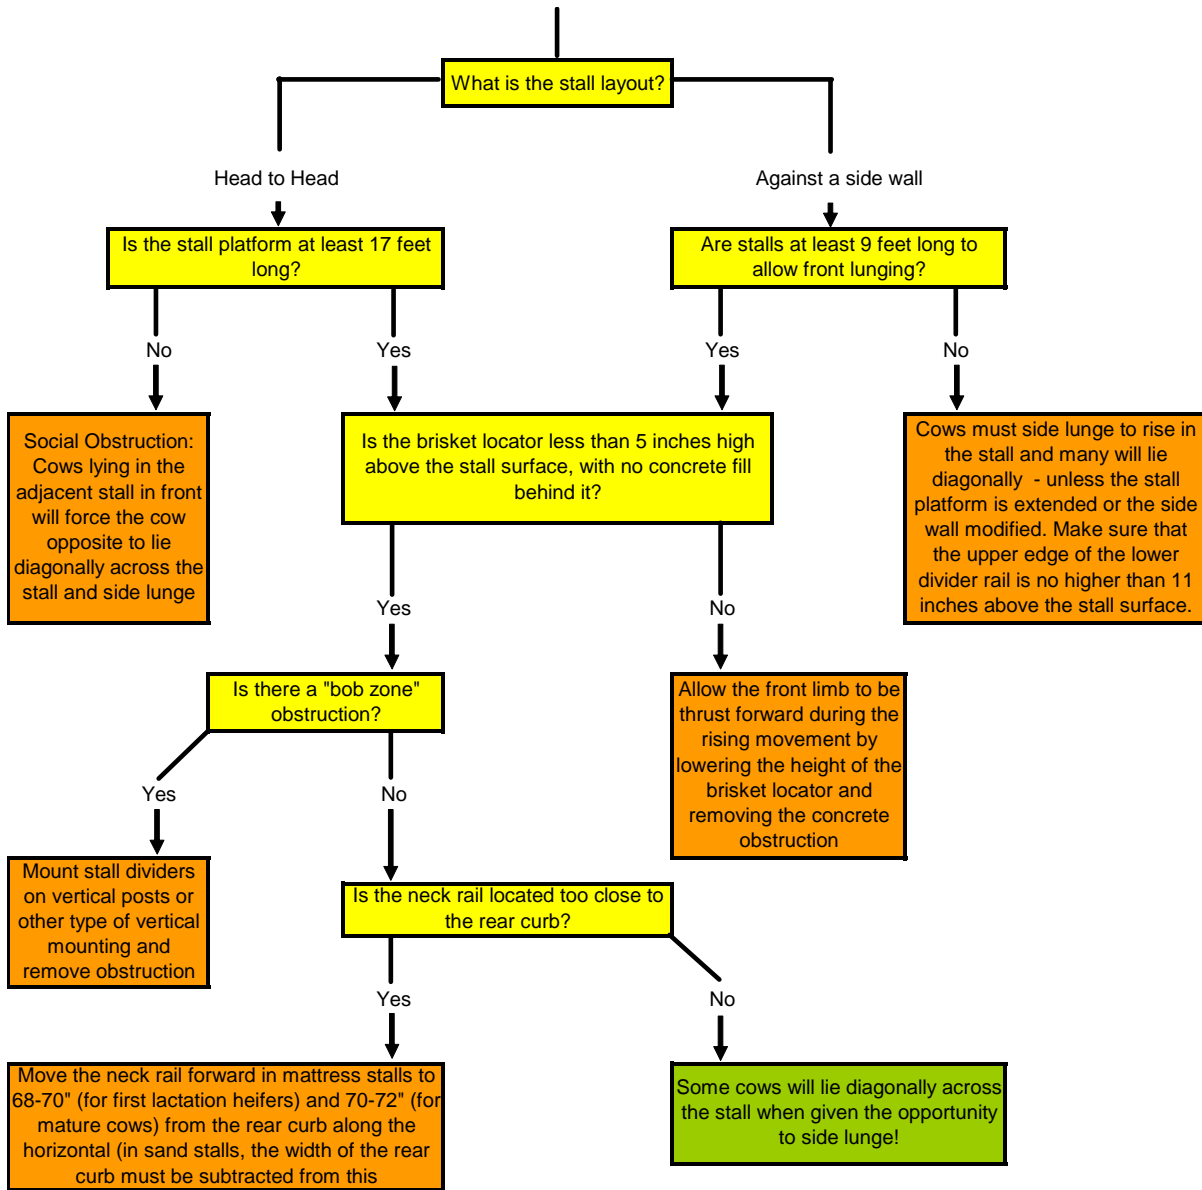 What is the stall layout?
Head to Head
Against a side wall
Is the stall platform at least 17 feet
long?
Are stalls at least 9 feet long to
allow front lunging?
No
Yes
Yes
No
Social Obstruction:
Cows lying in the
adjacent stall in front
will force the cow
opposite to lie
diagonally across the
stall and side lunge
Is the brisket locator less than 5 inches high
above the stall surface, with no concrete fill
behind it?
Cows must side lunge to rise in
the stall and many will lie
diagonally - unless the stall
platform is extended or the side
wall modified. Make sure that
the upper edge of the lower
divider rail is no higher than 11
inches above the stall surface.
Yes
No
Is there a "bob zone"
obstruction?
Allow the front limb to be
thrust forward during the
rising movement by
lowering the height of the
brisket locator and
removing the concrete
obstruction
Yes
No
Mount stall dividers
on vertical posts or
other type of vertical
mounting and
remove obstruction
Is the neck rail located too close to
the rear curb?
Yes
No
Move the neck rail forward in mattress stalls to
68-70" (for first lactation heifers) and 70-72" (for
mature cows) from the rear curb along the
horizontal (in sand stalls, the width of the rear
curb must be subtracted from this
Some cows will lie diagonally across
the stall when given the opportunity
to side lunge!